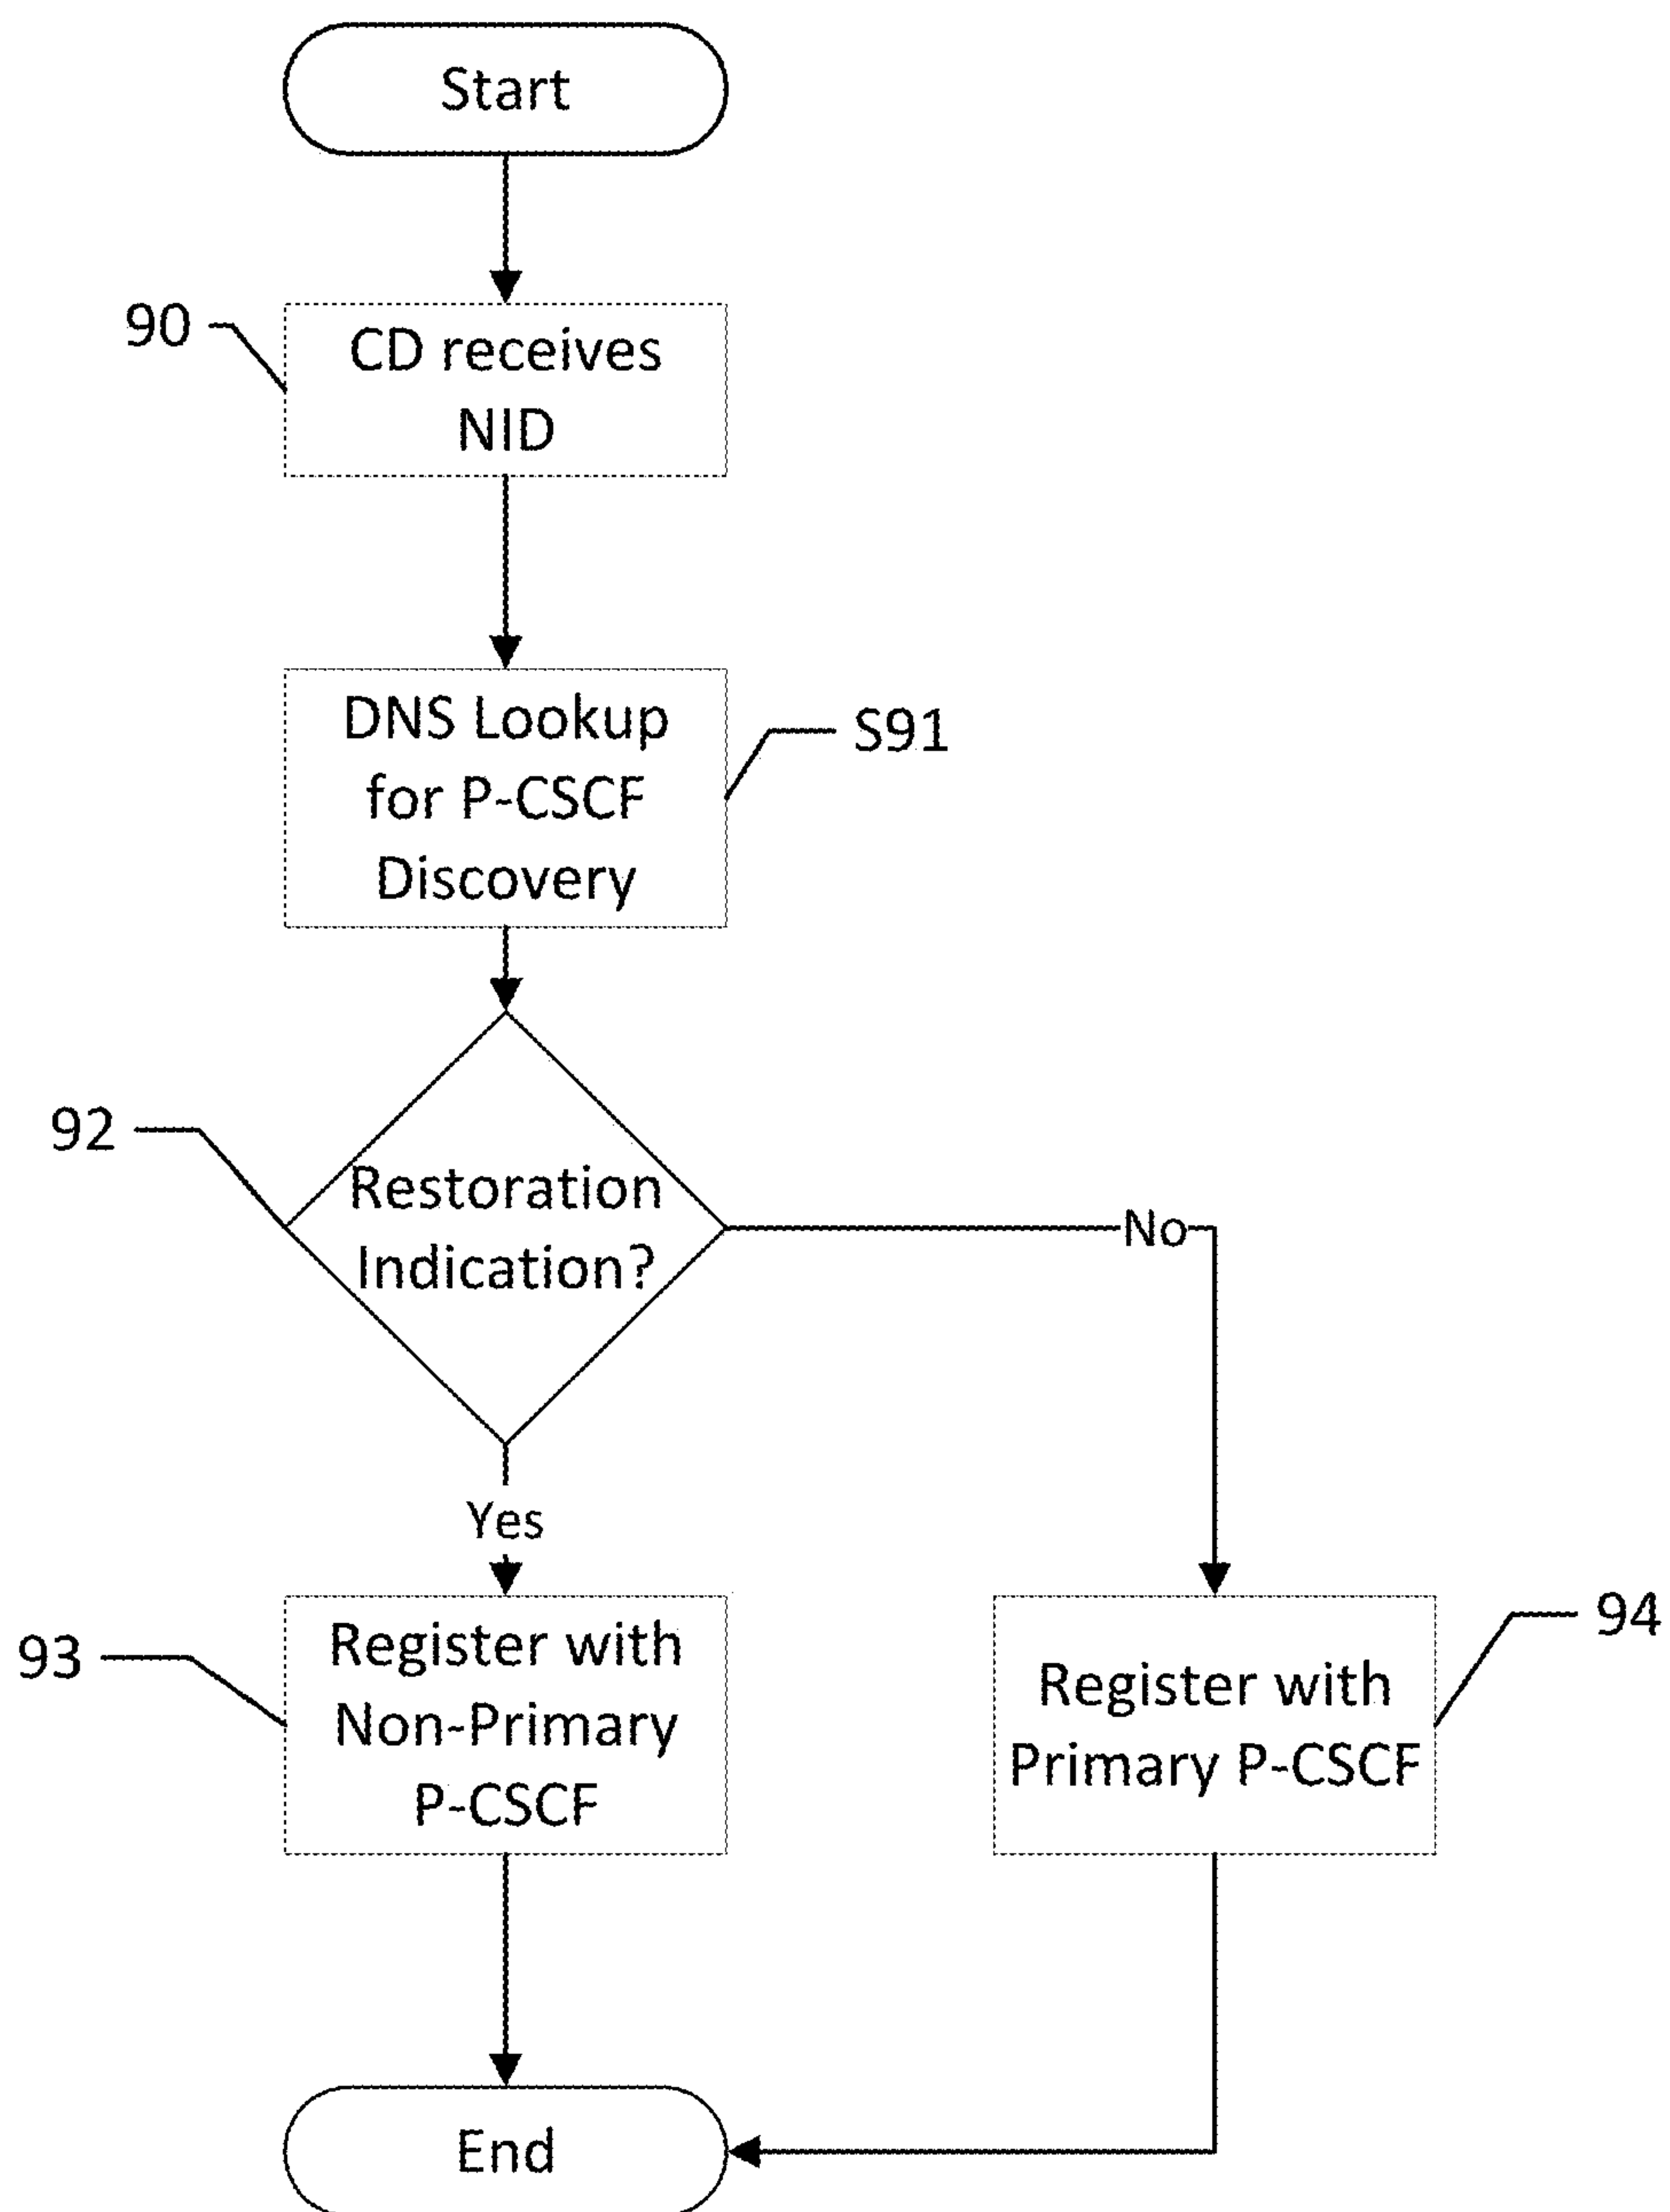 Start
90
CD receives
NID
DNS Lookup
for P-CSCF
Discovery
S91
92
Restoration
Indication?
No
Yes
93
Register with
Non-Primary
P-CSCF
Register with
Primary P-CSCF
94
End